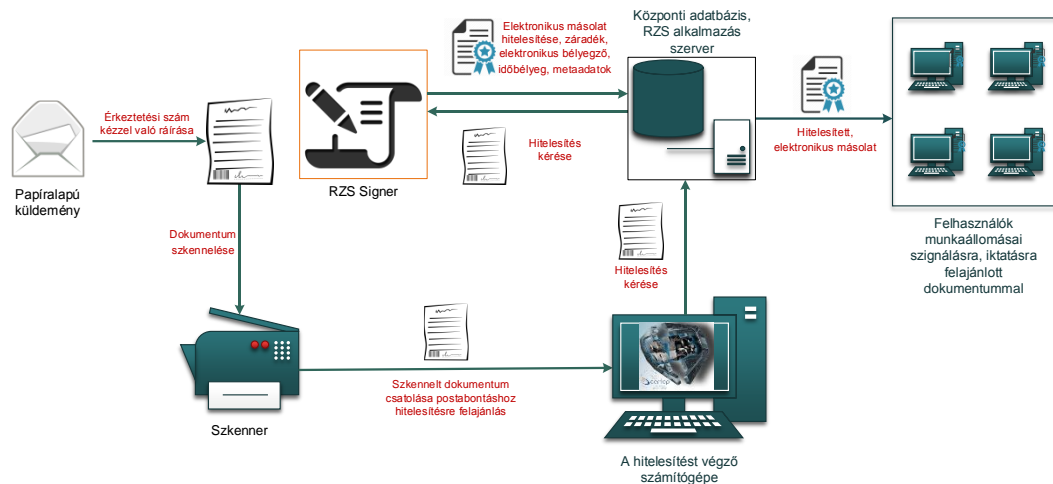 Elektronikus másolat
hitelesítése, záradék,
elektronikus bélyegző,
időbélyeg, metaadatok
Központi adatbázis,
RZS alkalmazás
szerver
Érkeztetési szám
kézzel való ráírása
Papíralapú
küldemény
RZS Signer
Hitelesítés
kérése
Hitelesített,
elektronikus másolat
Felhasználók
munkaállomásai
szignálásra, iktatásra
felajánlott
dokumentummal
Dokumentum
szkennelése
Hitelesítés
kérése
Szkennelt dokumentum
csatolása postabontáshoz
hitelesítésre felajánlás
Szkenner
A hitelesítést végző
számítógépe